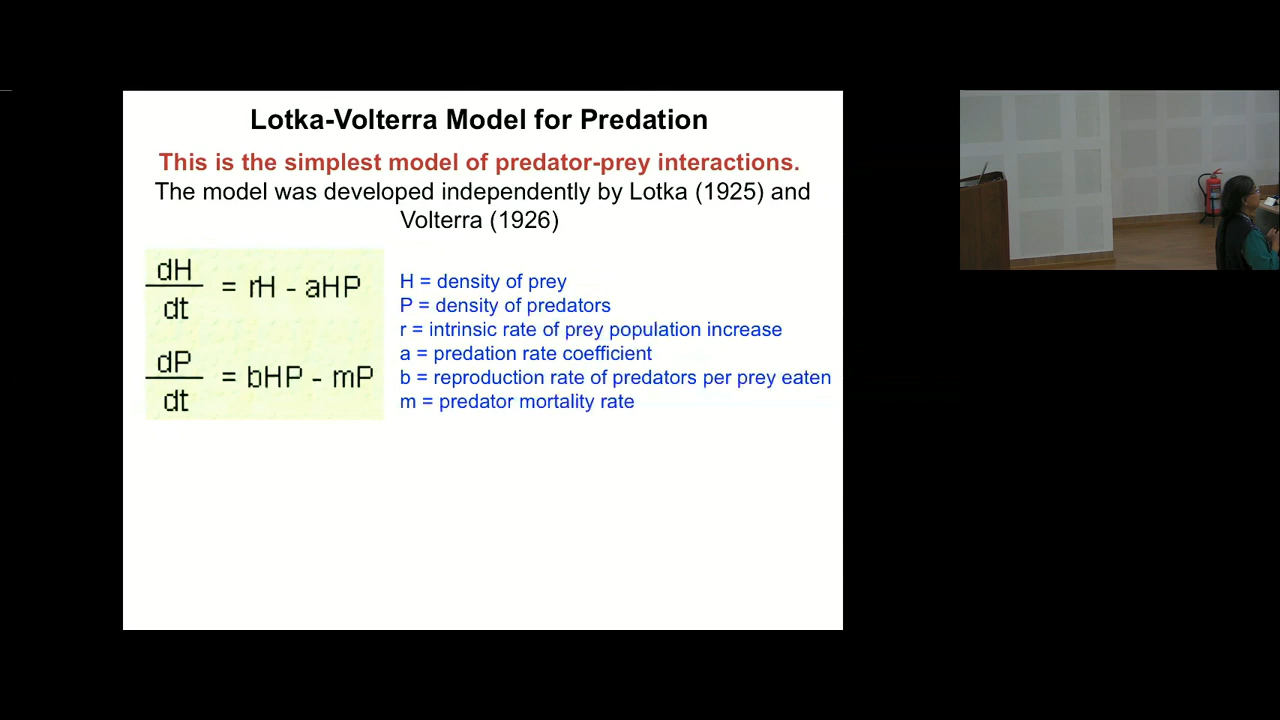 Lotka-Volterra Model for Predation
This is the simplest model of predator-prey interactions.
The model was developed independently by Lotka (1925) and
Volterra (1926)
dH/dt = rH - aHP
dP/dt = bHP - mP
H = density of prey
P = density of predators
r = intrinsic rate of prey population increase
a = predation rate coefficient
b = reproduction rate of predators per prey eaten
m = predator mortality rate